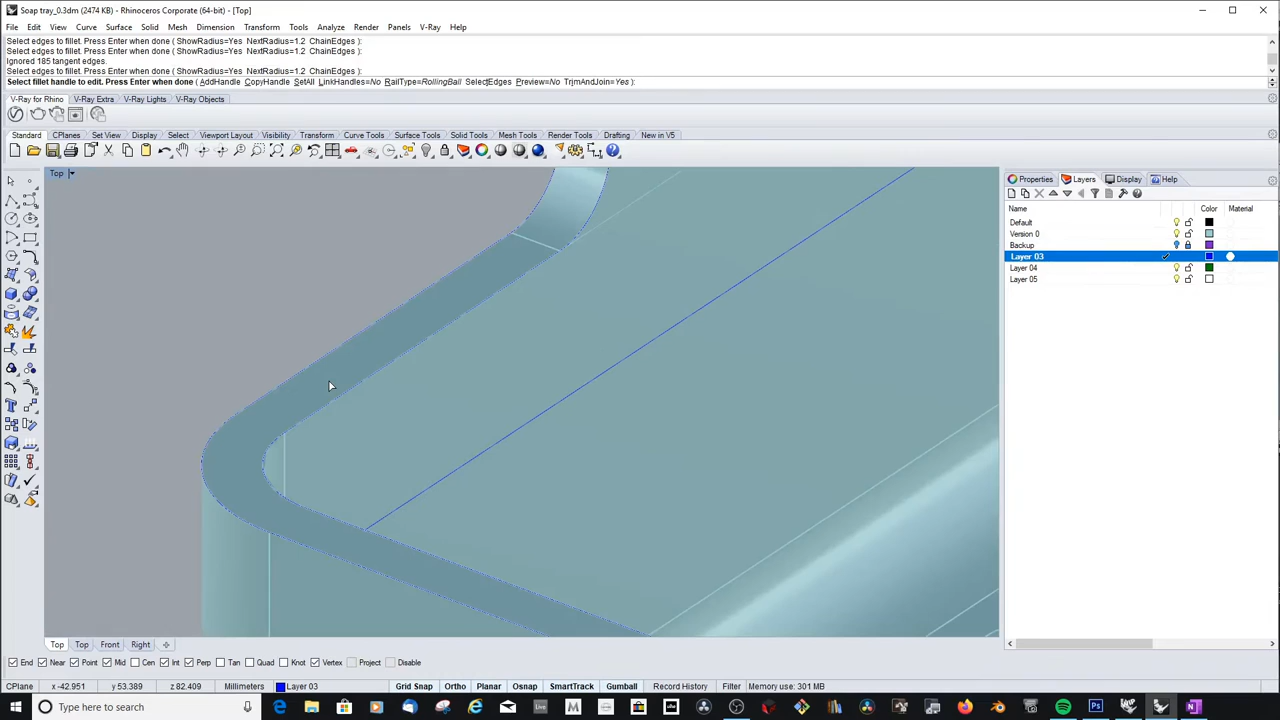 Soap tray_0.3dm (2474 KB) - Rhinoceros Corporate (64-bit) - [Top]
File Edit View Curve Surface Solid Mesh Dimension Transform Tools Analyze Render Panels V-Ray Help
Select edges to fillet. Press Enter when done ( ShowRadius=Yes NextRadius=1.2 ChainEdges ):
Select edges to fillet. Press Enter when done ( ShowRadius=Yes NextRadius=1.2 ChainEdges ):
Ignored 185 tangent edges.
Select edges to fillet. Press Enter when done ( ShowRadius=Yes NextRadius=1.2 ChainEdges ):
Select fillet handle to edit. Press Enter when done ( AddHandle CopyHandle SetAll LinkHandles=No RailType=RollingBall SelectEdges Preview=No TrimAndJoin=Yes ):
V-Ray for Rhino V-Ray Extra V-Ray Lights V-Ray Objects
Standard CPlanes Set View Display Select Viewport Layout Visibility Transform Curve Tools Surface Tools Solid Tools Mesh Tools Render Tools Drafting New in V5
Top
Properties Layers Display Help
Name Color Material
Default
Version 0
Backup
Layer 03
Layer 04
Layer 05
Top Top Front Right
End Near Point Mid Cen Int Perp Tan Quad Knot Vertex Project Disable
CPlane x -42.951 y 53.389 z 82.409 Millimeters Layer 03 Grid Snap Ortho Planar Osnap SmartTrack Gumball Record History Filter Memory use: 301 MB
Type here to search